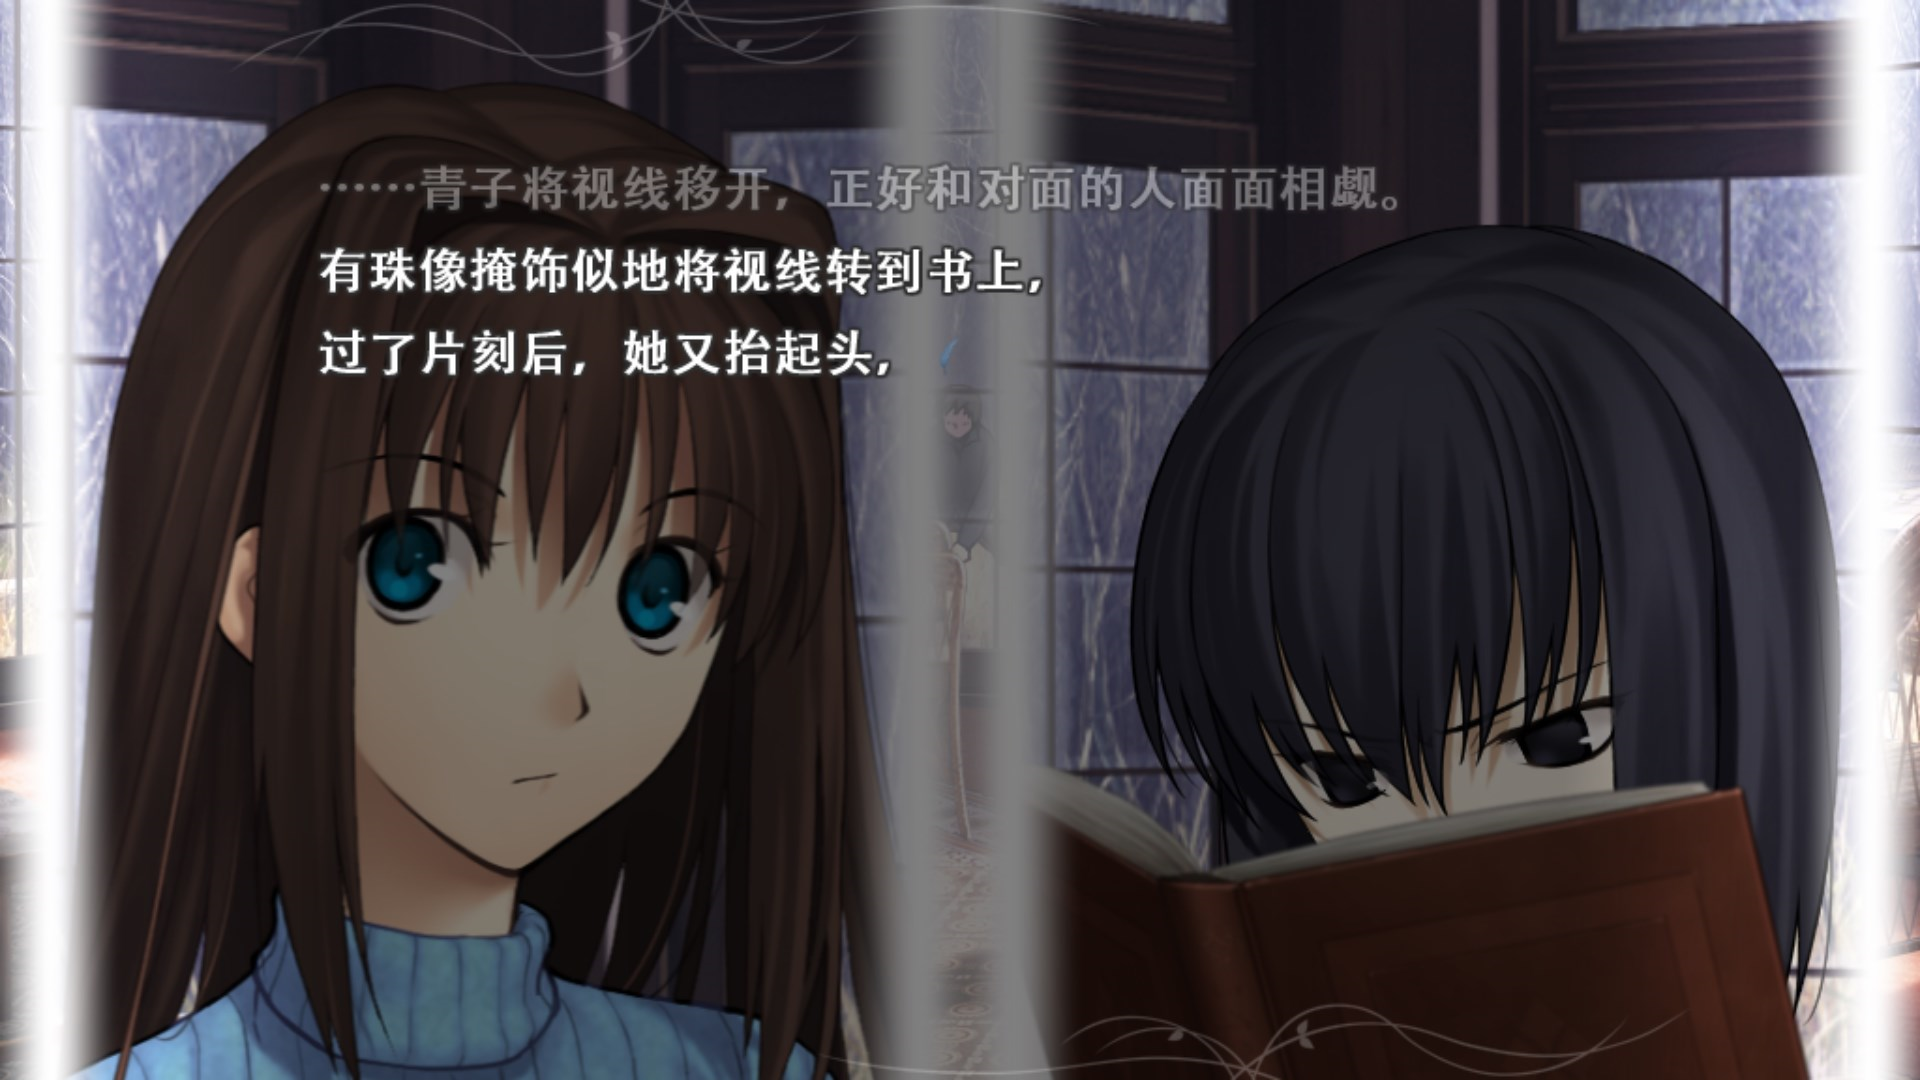 ……青子将视线移开，正好和对面的人面面相觑。
有珠像掩饰似地将视线转到书上，
过了片刻后，她又抬起头，